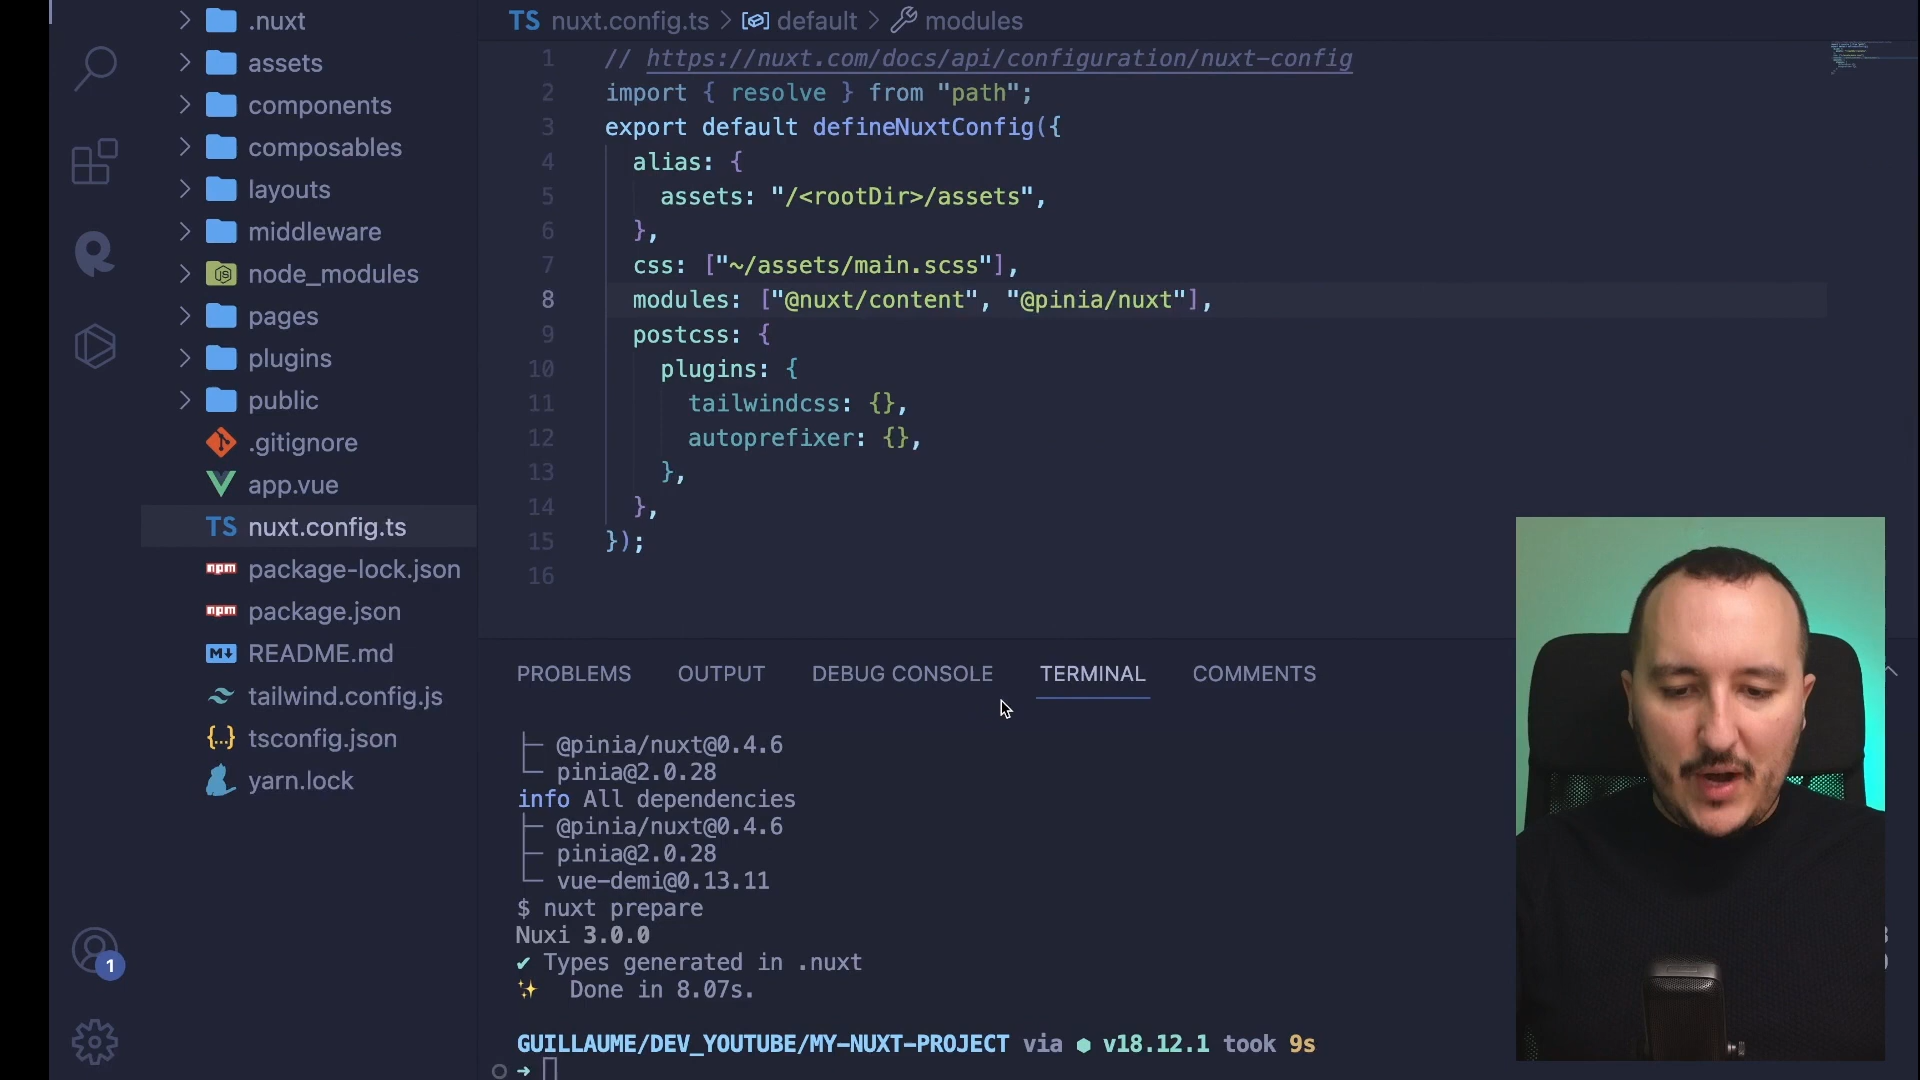 .nuxt
assets
components
composables
layouts
middleware
node_modules
pages
plugins
public
.gitignore
app.vue
TS nuxt.config.ts
npm package-lock.json
npm package.json
M↓ README.md
tailwind.config.js
{..} tsconfig.json
yarn.lock
1
TS nuxt.config.ts > default > modules
1 // https://nuxt.com/docs/api/configuration/nuxt-config
2 import { resolve } from "path";
3 export default defineNuxtConfig({
4 alias: {
5 assets: "/<rootDir>/assets",
6 },
7 css: ["~/assets/main.scss"],
8 modules: ["@nuxt/content", "@pinia/nuxt"],
9 postcss: {
10 plugins: {
11 tailwindcss: {},
12 autoprefixer: {},
13 },
14 },
15 });
16
PROBLEMS OUTPUT DEBUG CONSOLE TERMINAL COMMENTS
├─ @pinia/nuxt@0.4.6
└─ pinia@2.0.28
info All dependencies
├─ @pinia/nuxt@0.4.6
├─ pinia@2.0.28
└─ vue-demi@0.13.11
$ nuxt prepare
Nuxi 3.0.0
✔ Types generated in .nuxt
✨ Done in 8.07s.
GUILLAUME/DEV_YOUTUBE/MY-NUXT-PROJECT via ⬢ v18.12.1 took 9s
➜